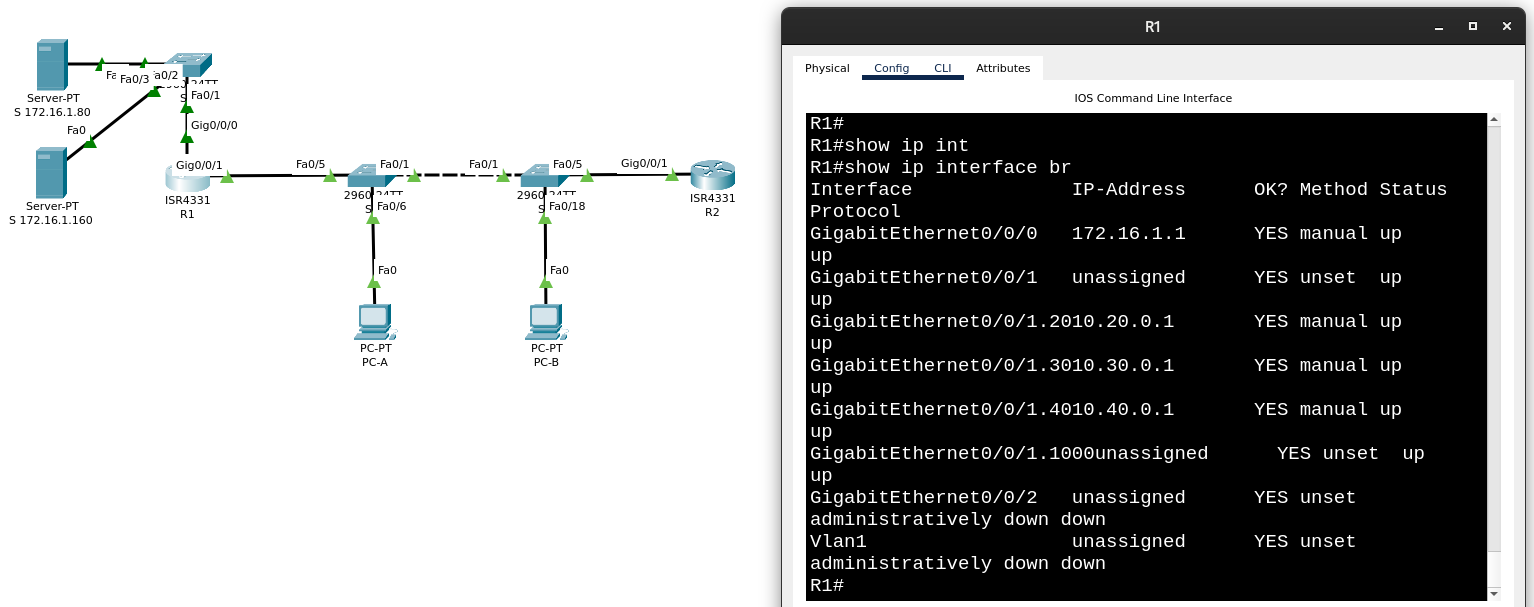 Server-PT
S 172.16.1.80
Fa0/3
a0/2
Fa0/1
Gig0/0/0
Fa0
Server-PT
S 172.16.1.160
Gig0/0/1
ISR4331
R1
Fa0/5
Fa0/1
Fa0/6
Fa0/1
Fa0/5
Fa0/18
Gig0/0/1
ISR4331
R2
Fa0
PC-PT
PC-A
Fa0
PC-PT
PC-B
R1
Physical Config CLI Attributes
IOS Command Line Interface
R1#
R1#show ip int
R1#show ip interface br
Interface IP-Address OK? Method Status
Protocol
GigabitEthernet0/0/0 172.16.1.1 YES manual up
up
GigabitEthernet0/0/1 unassigned YES unset up
up
GigabitEthernet0/0/1.2010.20.0.1 YES manual up
up
GigabitEthernet0/0/1.3010.30.0.1 YES manual up
up
GigabitEthernet0/0/1.4010.40.0.1 YES manual up
up
GigabitEthernet0/0/1.1000unassigned YES unset up
up
GigabitEthernet0/0/2 unassigned YES unset
administratively down down
Vlan1 unassigned YES unset
administratively down down
R1#